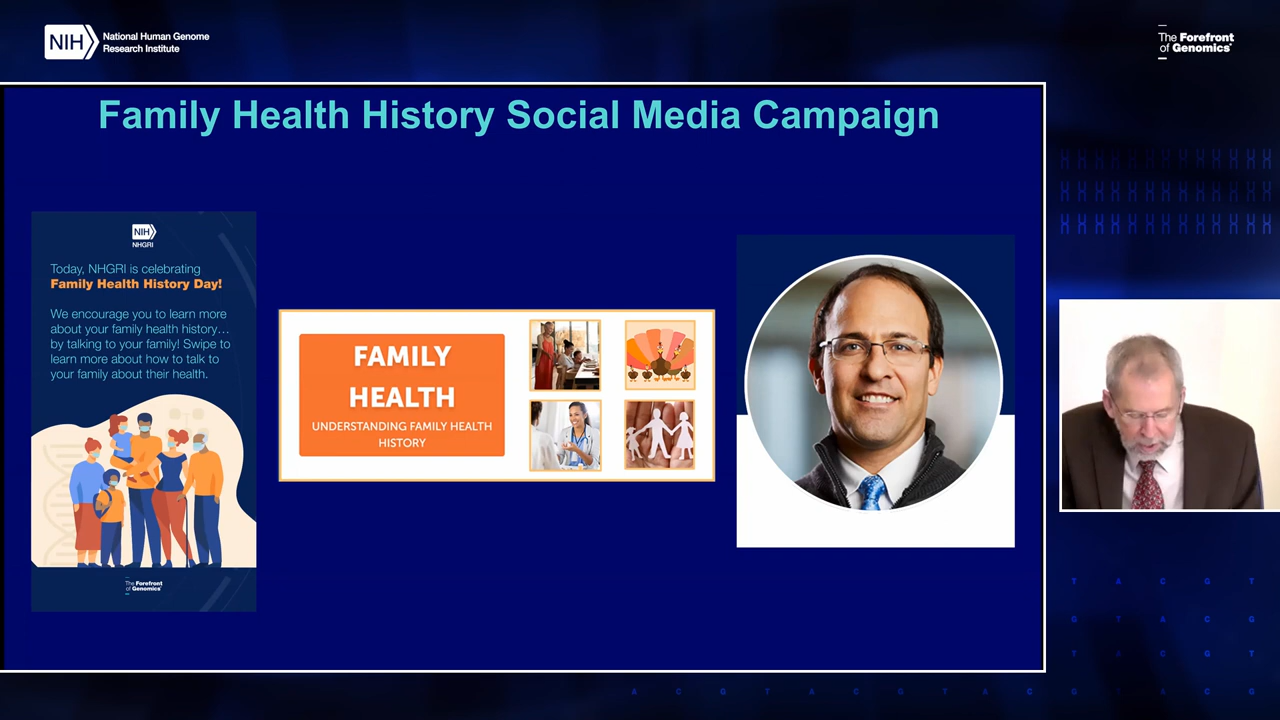 NIH
National Human Genome
Research Institute
The Forefront
of Genomics®
Family Health History Social Media Campaign
NIH
NHGRI
Today, NHGRI is celebrating
Family Health History Day!
We encourage you to learn more
about your family health history…
by talking to your family! Swipe to
learn more about how to talk to
your family about their health.
The Forefront
of Genomics®
FAMILY
HEALTH
UNDERSTANDING FAMILY HEALTH
HISTORY
T A C G T
G T A C G
T A C G T
A C G T A C G T A C G T A C G